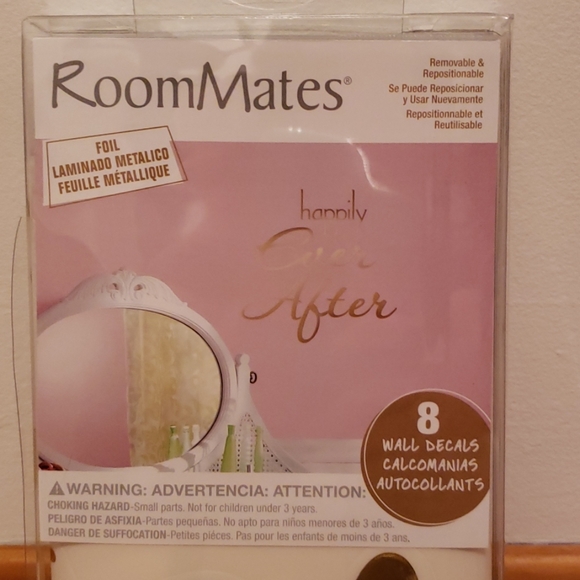 RoomMates®
Removable &
Repositionable
Se Puede Reposicionar
y Usar Nuevamente
Repositionnable et
Reutilisable
FOIL
LAMINADO METALICO
FEUILLE MÉTALLIQUE
happily
Ever
After
8
WALL DECALS
CALCOMANIAS
AUTOCOLLANTS
WARNING: ADVERTENCIA: ATTENTION:
CHOKING HAZARD-Small parts. Not for children under 3 years.
PELIGRO DE ASFIXIA-Partes pequeñas. No apto para niños menores de 3 años.
DANGER DE SUFFOCATION-Petites piéces. Pas pour les enfants de moins de 3 ans.